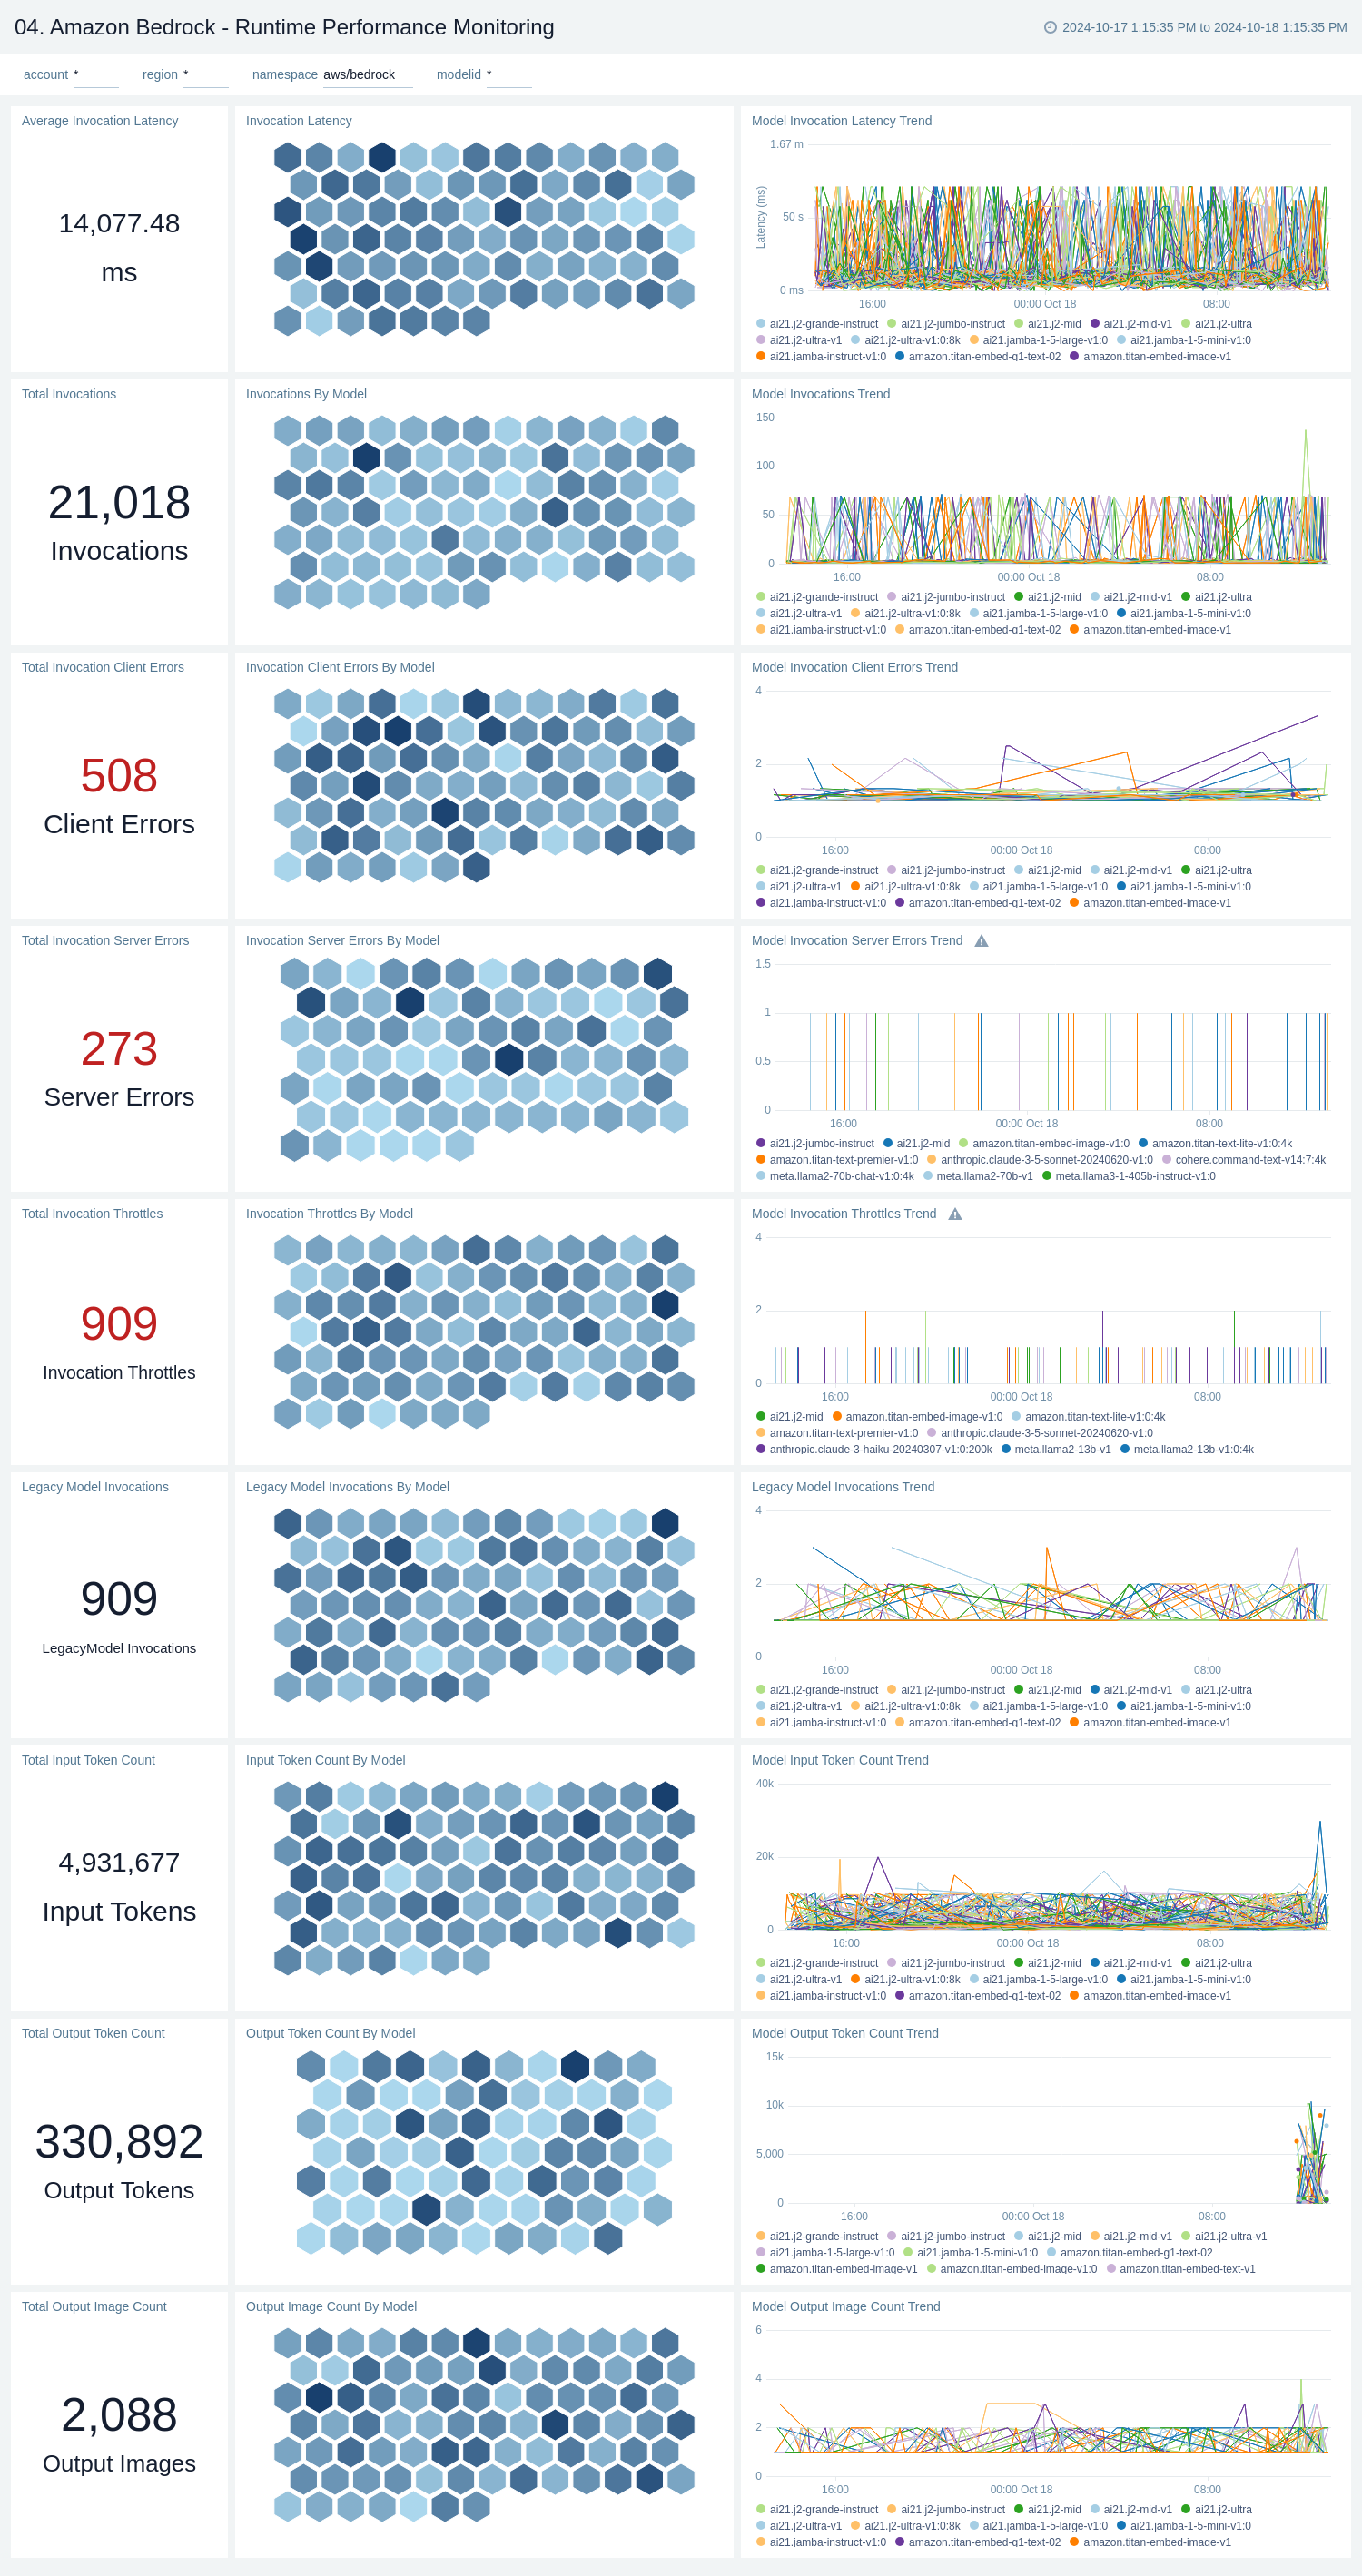 04. Amazon Bedrock - Runtime Performance Monitoring
2024-10-17 1:15:35 PM to 2024-10-18 1:15:35 PM
account * region * namespace aws/bedrock modelid *
Average Invocation Latency
14,077.48
ms
Invocation Latency
Model Invocation Latency Trend
1.67 m
Latency (ms)
50 s
0 ms
16:00 00:00 Oct 18 08:00
ai21.j2-grande-instruct ai21.j2-jumbo-instruct ai21.j2-mid ai21.j2-mid-v1 ai21.j2-ultra
ai21.j2-ultra-v1 ai21.j2-ultra-v1:0:8k ai21.jamba-1-5-large-v1:0 ai21.jamba-1-5-mini-v1:0
ai21.jamba-instruct-v1:0 amazon.titan-embed-g1-text-02 amazon.titan-embed-image-v1
Total Invocations
21,018
Invocations
Invocations By Model
Model Invocations Trend
150
100
50
0
16:00 00:00 Oct 18 08:00
ai21.j2-grande-instruct ai21.j2-jumbo-instruct ai21.j2-mid ai21.j2-mid-v1 ai21.j2-ultra
ai21.j2-ultra-v1 ai21.j2-ultra-v1:0:8k ai21.jamba-1-5-large-v1:0 ai21.jamba-1-5-mini-v1:0
ai21.jamba-instruct-v1:0 amazon.titan-embed-g1-text-02 amazon.titan-embed-image-v1
Total Invocation Client Errors
508
Client Errors
Invocation Client Errors By Model
Model Invocation Client Errors Trend
4
2
0
16:00 00:00 Oct 18 08:00
ai21.j2-grande-instruct ai21.j2-jumbo-instruct ai21.j2-mid ai21.j2-mid-v1 ai21.j2-ultra
ai21.j2-ultra-v1 ai21.j2-ultra-v1:0:8k ai21.jamba-1-5-large-v1:0 ai21.jamba-1-5-mini-v1:0
ai21.jamba-instruct-v1:0 amazon.titan-embed-g1-text-02 amazon.titan-embed-image-v1
Total Invocation Server Errors
273
Server Errors
Invocation Server Errors By Model
Model Invocation Server Errors Trend
1.5
1
0.5
0
16:00 00:00 Oct 18 08:00
ai21.j2-jumbo-instruct ai21.j2-mid amazon.titan-embed-image-v1:0 amazon.titan-text-lite-v1:0:4k
amazon.titan-text-premier-v1:0 anthropic.claude-3-5-sonnet-20240620-v1:0 cohere.command-text-v14:7:4k
meta.llama2-70b-chat-v1:0:4k meta.llama2-70b-v1 meta.llama3-1-405b-instruct-v1:0
Total Invocation Throttles
909
Invocation Throttles
Invocation Throttles By Model
Model Invocation Throttles Trend
4
2
0
16:00 00:00 Oct 18 08:00
ai21.j2-mid amazon.titan-embed-image-v1:0 amazon.titan-text-lite-v1:0:4k
amazon.titan-text-premier-v1:0 anthropic.claude-3-5-sonnet-20240620-v1:0
anthropic.claude-3-haiku-20240307-v1:0:200k meta.llama2-13b-v1 meta.llama2-13b-v1:0:4k
Legacy Model Invocations
909
LegacyModel Invocations
Legacy Model Invocations By Model
Legacy Model Invocations Trend
4
2
0
16:00 00:00 Oct 18 08:00
ai21.j2-grande-instruct ai21.j2-jumbo-instruct ai21.j2-mid ai21.j2-mid-v1 ai21.j2-ultra
ai21.j2-ultra-v1 ai21.j2-ultra-v1:0:8k ai21.jamba-1-5-large-v1:0 ai21.jamba-1-5-mini-v1:0
ai21.jamba-instruct-v1:0 amazon.titan-embed-g1-text-02 amazon.titan-embed-image-v1
Total Input Token Count
4,931,677
Input Tokens
Input Token Count By Model
Model Input Token Count Trend
40k
20k
0
16:00 00:00 Oct 18 08:00
ai21.j2-grande-instruct ai21.j2-jumbo-instruct ai21.j2-mid ai21.j2-mid-v1 ai21.j2-ultra
ai21.j2-ultra-v1 ai21.j2-ultra-v1:0:8k ai21.jamba-1-5-large-v1:0 ai21.jamba-1-5-mini-v1:0
ai21.jamba-instruct-v1:0 amazon.titan-embed-g1-text-02 amazon.titan-embed-image-v1
Total Output Token Count
330,892
Output Tokens
Output Token Count By Model
Model Output Token Count Trend
15k
10k
5,000
0
16:00 00:00 Oct 18 08:00
ai21.j2-grande-instruct ai21.j2-jumbo-instruct ai21.j2-mid ai21.j2-mid-v1 ai21.j2-ultra-v1
ai21.jamba-1-5-large-v1:0 ai21.jamba-1-5-mini-v1:0 amazon.titan-embed-g1-text-02
amazon.titan-embed-image-v1 amazon.titan-embed-image-v1:0 amazon.titan-embed-text-v1
Total Output Image Count
2,088
Output Images
Output Image Count By Model
Model Output Image Count Trend
6
4
2
0
16:00 00:00 Oct 18 08:00
ai21.j2-grande-instruct ai21.j2-jumbo-instruct ai21.j2-mid ai21.j2-mid-v1 ai21.j2-ultra
ai21.j2-ultra-v1 ai21.j2-ultra-v1:0:8k ai21.jamba-1-5-large-v1:0 ai21.jamba-1-5-mini-v1:0
ai21.jamba-instruct-v1:0 amazon.titan-embed-g1-text-02 amazon.titan-embed-image-v1